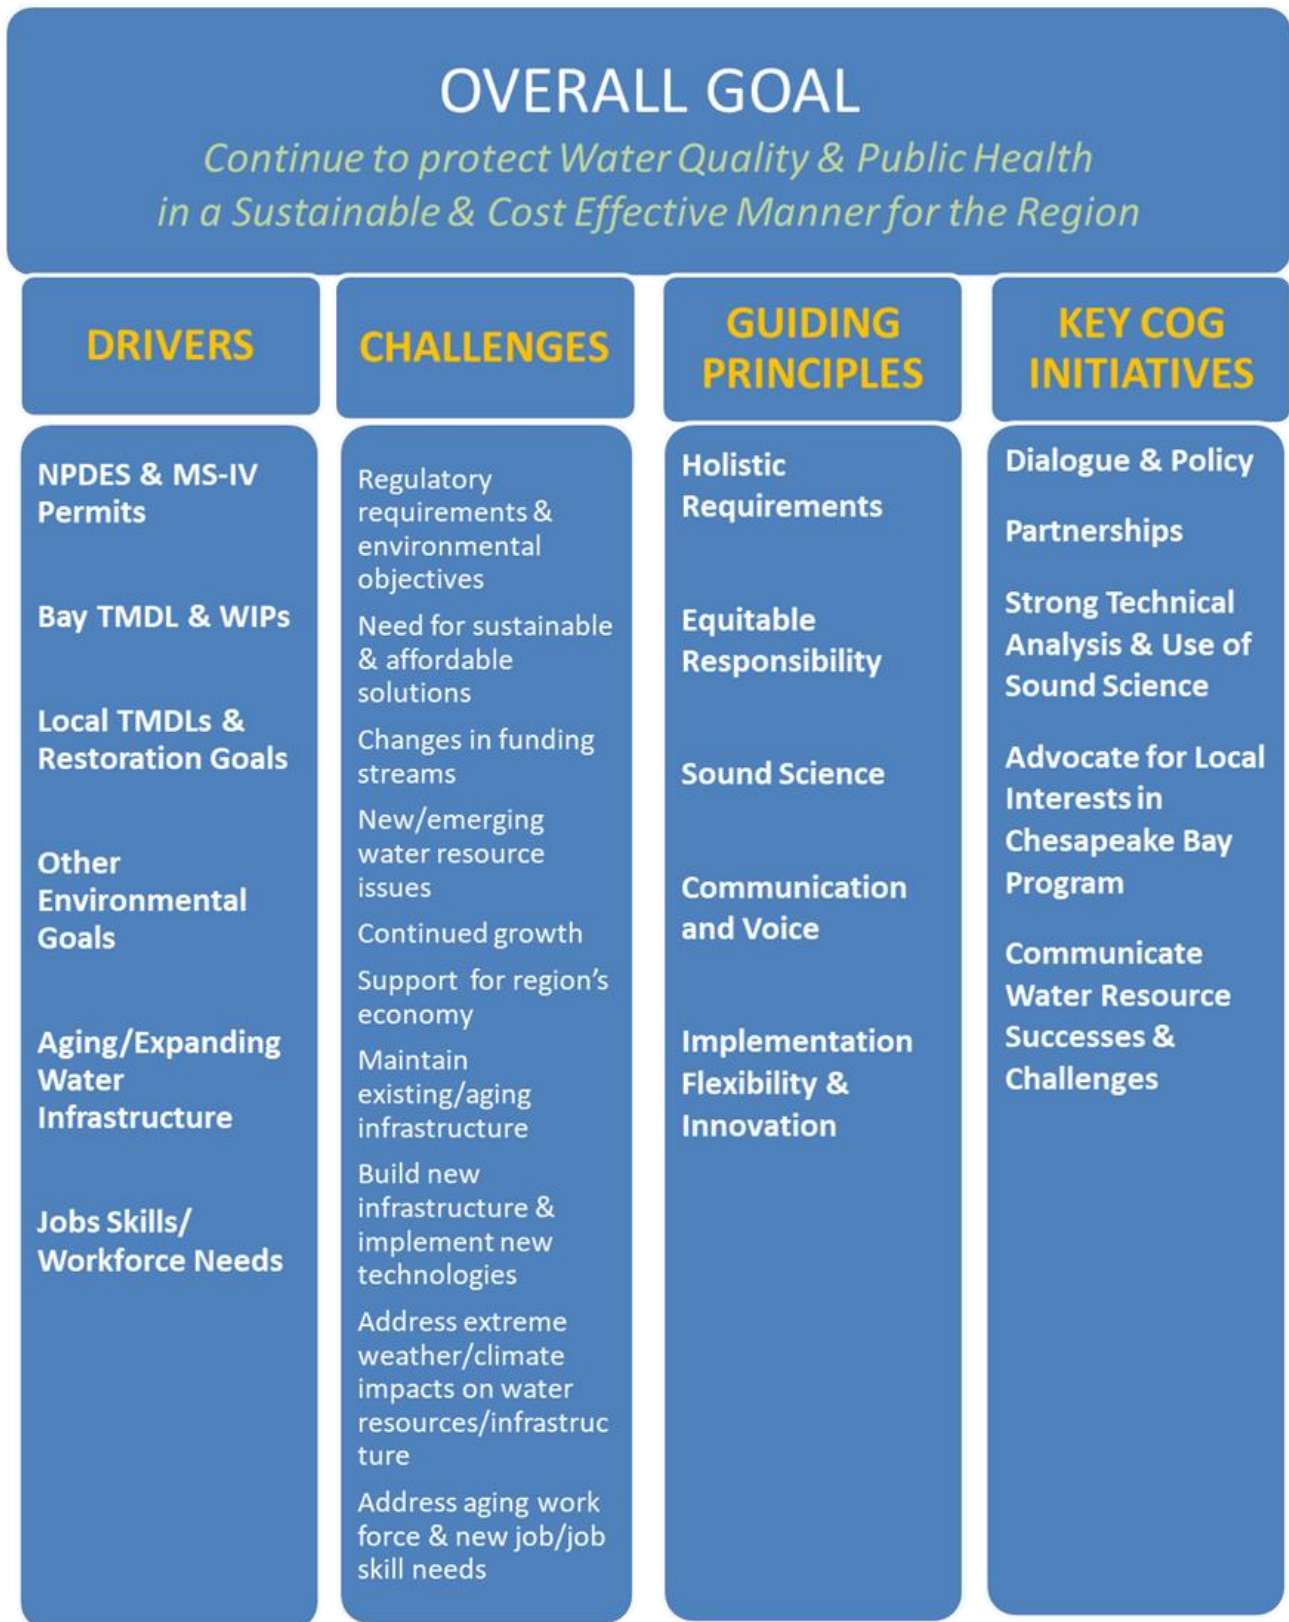 OVERALL GOAL
Continue to protect Water Quality & Public Health
in a Sustainable & Cost Effective Manner for the Region
DRIVERS
NPDES & MS-IV
Permits
Bay TMDL & WIPs
Local TMDLs &
Restoration Goals
Other
Environmental
Goals
Aging/Expanding
Water
Infrastructure
Jobs Skills/
Workforce Needs
CHALLENGES
Regulatory
requirements &
environmental
objectives
Need for sustainable
& affordable
solutions
Changes in funding
streams
New/emerging
water resource
issues
Continued growth
Support for region's
economy
Maintain
existing/aging
infrastructure
Build new
infrastructure &
implement new
technologies
Address extreme
weather/climate
impacts on water
resources/infrastruc
ture
Address aging work
force & new job/job
skill needs
GUIDING
PRINCIPLES
Holistic
Requirements
Equitable
Responsibility
Sound Science
Communication
and Voice
Implementation
Flexibility &
Innovation
KEY COG
INITIATIVES
Dialogue & Policy
Partnerships
Strong Technical
Analysis & Use of
Sound Science
Advocate for Local
Interests in
Chesapeake Bay
Program
Communicate
Water Resource
Successes &
Challenges